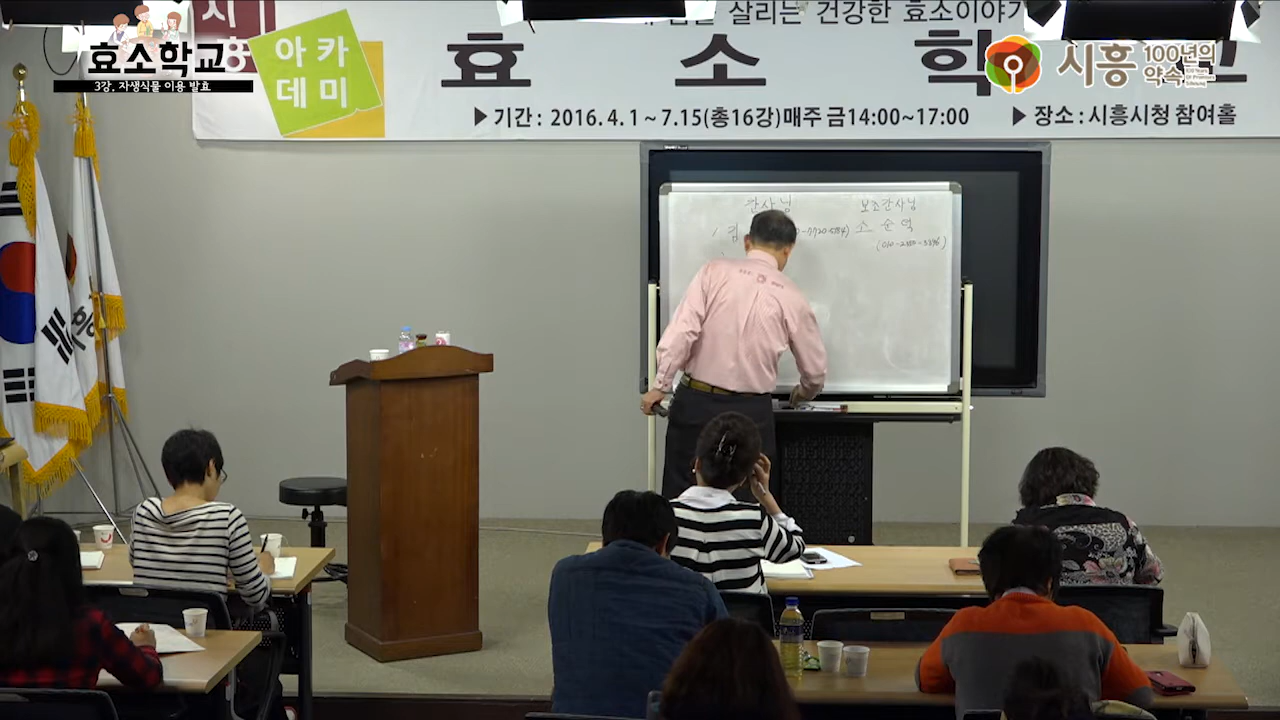 효소학교
3강. 자생식물 이용 발효
시
아카
데미
살리는 건강한 효소이야기
효 소 학
▶기간 : 2016. 4. 1 ~ 7.15(총16강)매주 금14:00~17:00
▶장소 : 시흥시청 참여홀
시흥
100년의
약속
간사님
보조간사님
1 김
소순덕